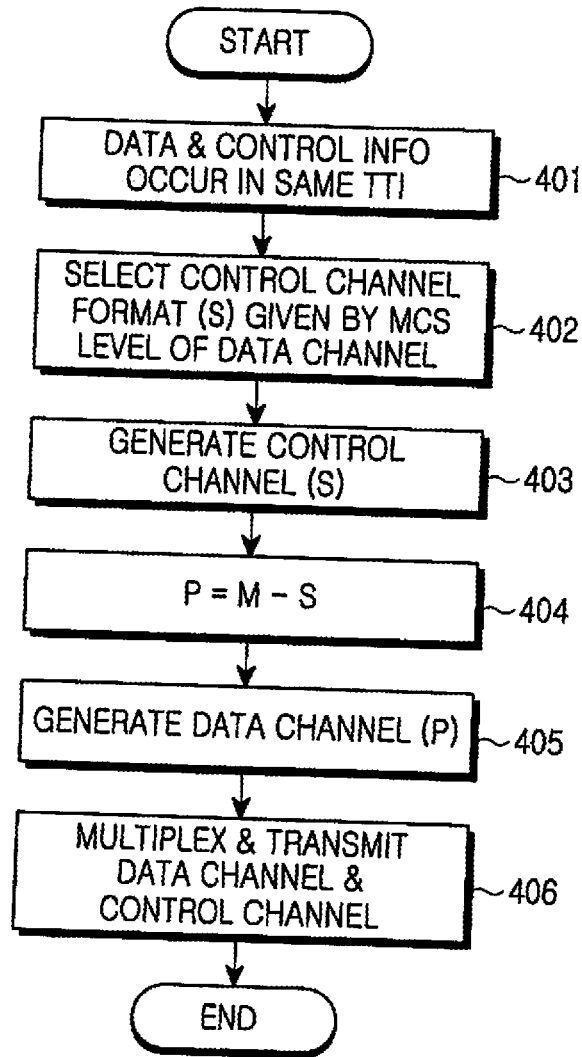 START
DATA & CONTROL INFO
OCCUR IN SAME TTI
401
SELECT CONTROL CHANNEL
FORMAT (S) GIVEN BY MCS
LEVEL OF DATA CHANNEL
402
GENERATE CONTROL
CHANNEL (S)
403
P = M - S
404
GENERATE DATA CHANNEL (P)
405
MULTIPLEX & TRANSMIT
DATA CHANNEL &
CONTROL CHANNEL
406
END